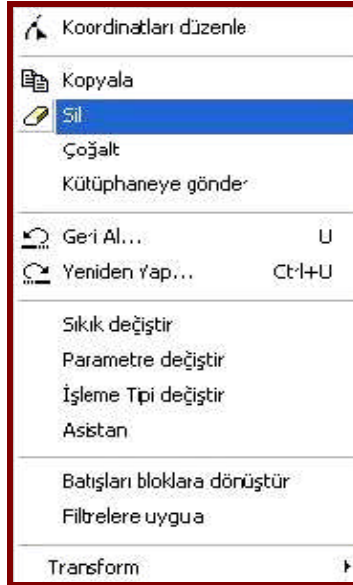 Koordinatları düzenle
Kopyala
Sil
Çoğalt
Kütüphaneye gönder
Geri Al... U
Yeniden Yap... Ctrl+U
Sıkık değiştir
Parametre değiştir
İşleme Tipi değiştir
Asistan
Batışları bloklara dönüştür
Filtrelere uygula
Transform